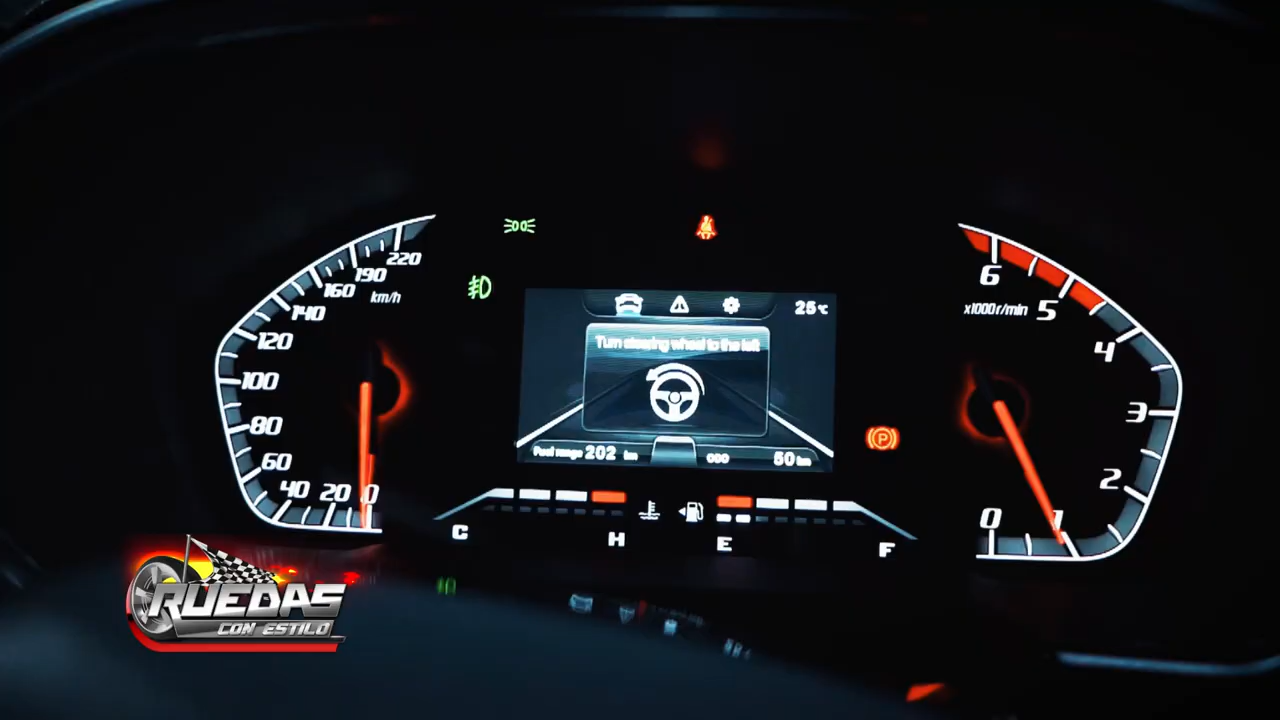 220
190
160
km/h
140
120
100
80
60
40
20
0
25°C
Turn steering wheel to the left
Fuel range 202 km
ODO
50 km
C
H
E
F
6
x1000r/min
5
4
3
2
1
0
P
RUEDAS
CON ESTILO